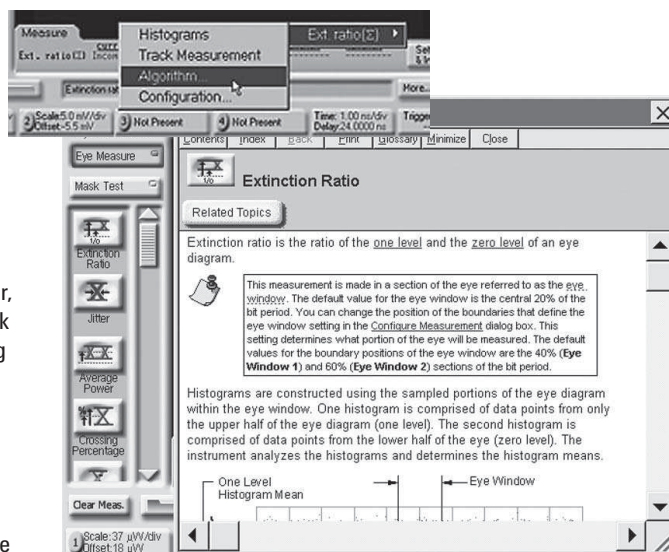 Measure
Histograms
Track Measurement
Algorithm...
Configuration...
Ext. ratio(Σ)
Ext. ratio(Σ)
More...
2 Scale:5.0 mV/div
Offset:-5.5 mV
3 Not Present
4 Not Present
Time: 1.00 ns/div
Delay:24.0000 ns
Contents Index Back Print Glossary Minimize Close
Eye Measure
Mask Test
Extinction
Ratio
Jitter
Average
Power
Crossing
Percentage
Clear Meas.
1 Scale:37 µW/div
Offset:18 µW
Extinction Ratio
Related Topics
Extinction ratio is the ratio of the one level and the zero level of an eye
diagram.
This measurement is made in a section of the eye referred to as the eye
window. The default value for the eye window is the central 20% of the
bit period. You can change the position of the boundaries that define the
eye window setting in the Configure Measurement dialog box. This
setting determines what portion of the eye will be measured. The default
values for the boundary positions of the eye window are the 40% (Eye
Window 1) and 60% (Eye Window 2) sections of the bit period.
Histograms are constructed using the sampled portions of the eye diagram
within the eye window. One histogram is comprised of data points from only
the upper half of the eye diagram (one level). The second histogram is
comprised of data points from the lower half of the eye (zero level). The
instrument analyzes the histograms and determines the histogram means.
One Level
Histogram Mean
Eye Window